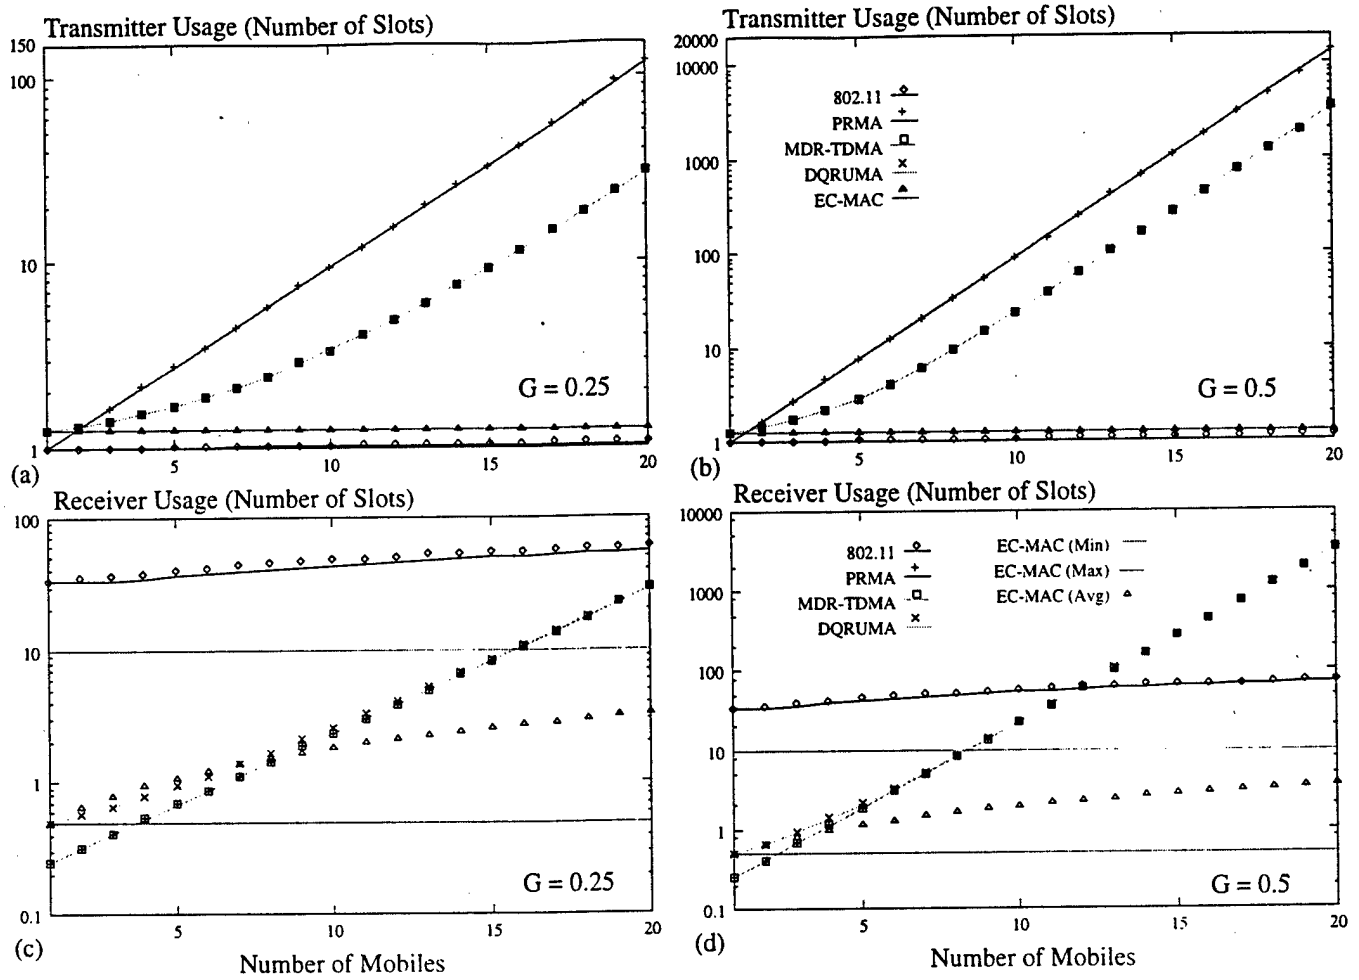 Transmitter Usage (Number of Slots)
150
100
10
1
5
10
15
20
G = 0.25
(a)
Transmitter Usage (Number of Slots)
20000
10000
1000
100
10
1
802.11
PRMA
MDR-TDMA
DQRUMA
EC-MAC
5
10
15
20
G = 0.5
(b)
Receiver Usage (Number of Slots)
100
10
1
0.1
5
10
15
20
G = 0.25
(c)
Number of Mobiles
Receiver Usage (Number of Slots)
10000
1000
100
10
1
0.1
802.11
PRMA
MDR-TDMA
DQRUMA
EC-MAC (Min)
EC-MAC (Max)
EC-MAC (Avg)
5
10
15
20
G = 0.5
(d)
Number of Mobiles